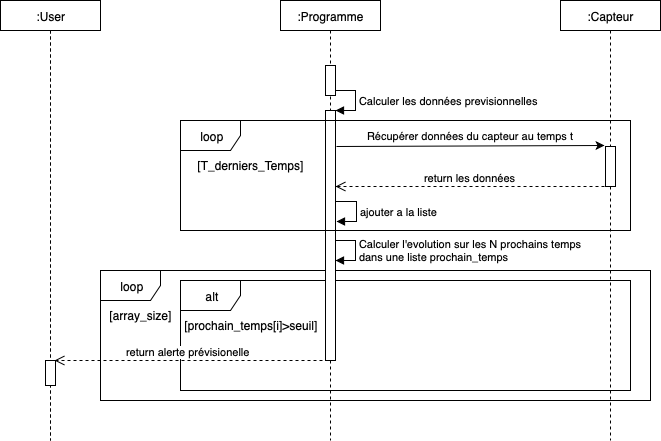 :User
:Programme
:Capteur
Calculer les données previsionnelles
loop
Récupérer données du capteur au temps t
[T_derniers_Temps]
return les données
ajouter a la liste
Calculer l'evolution sur les N prochains temps
dans une liste prochain_temps
loop
alt
[array_size]
[prochain_temps[i]>seuil]
return alerte prévisionelle